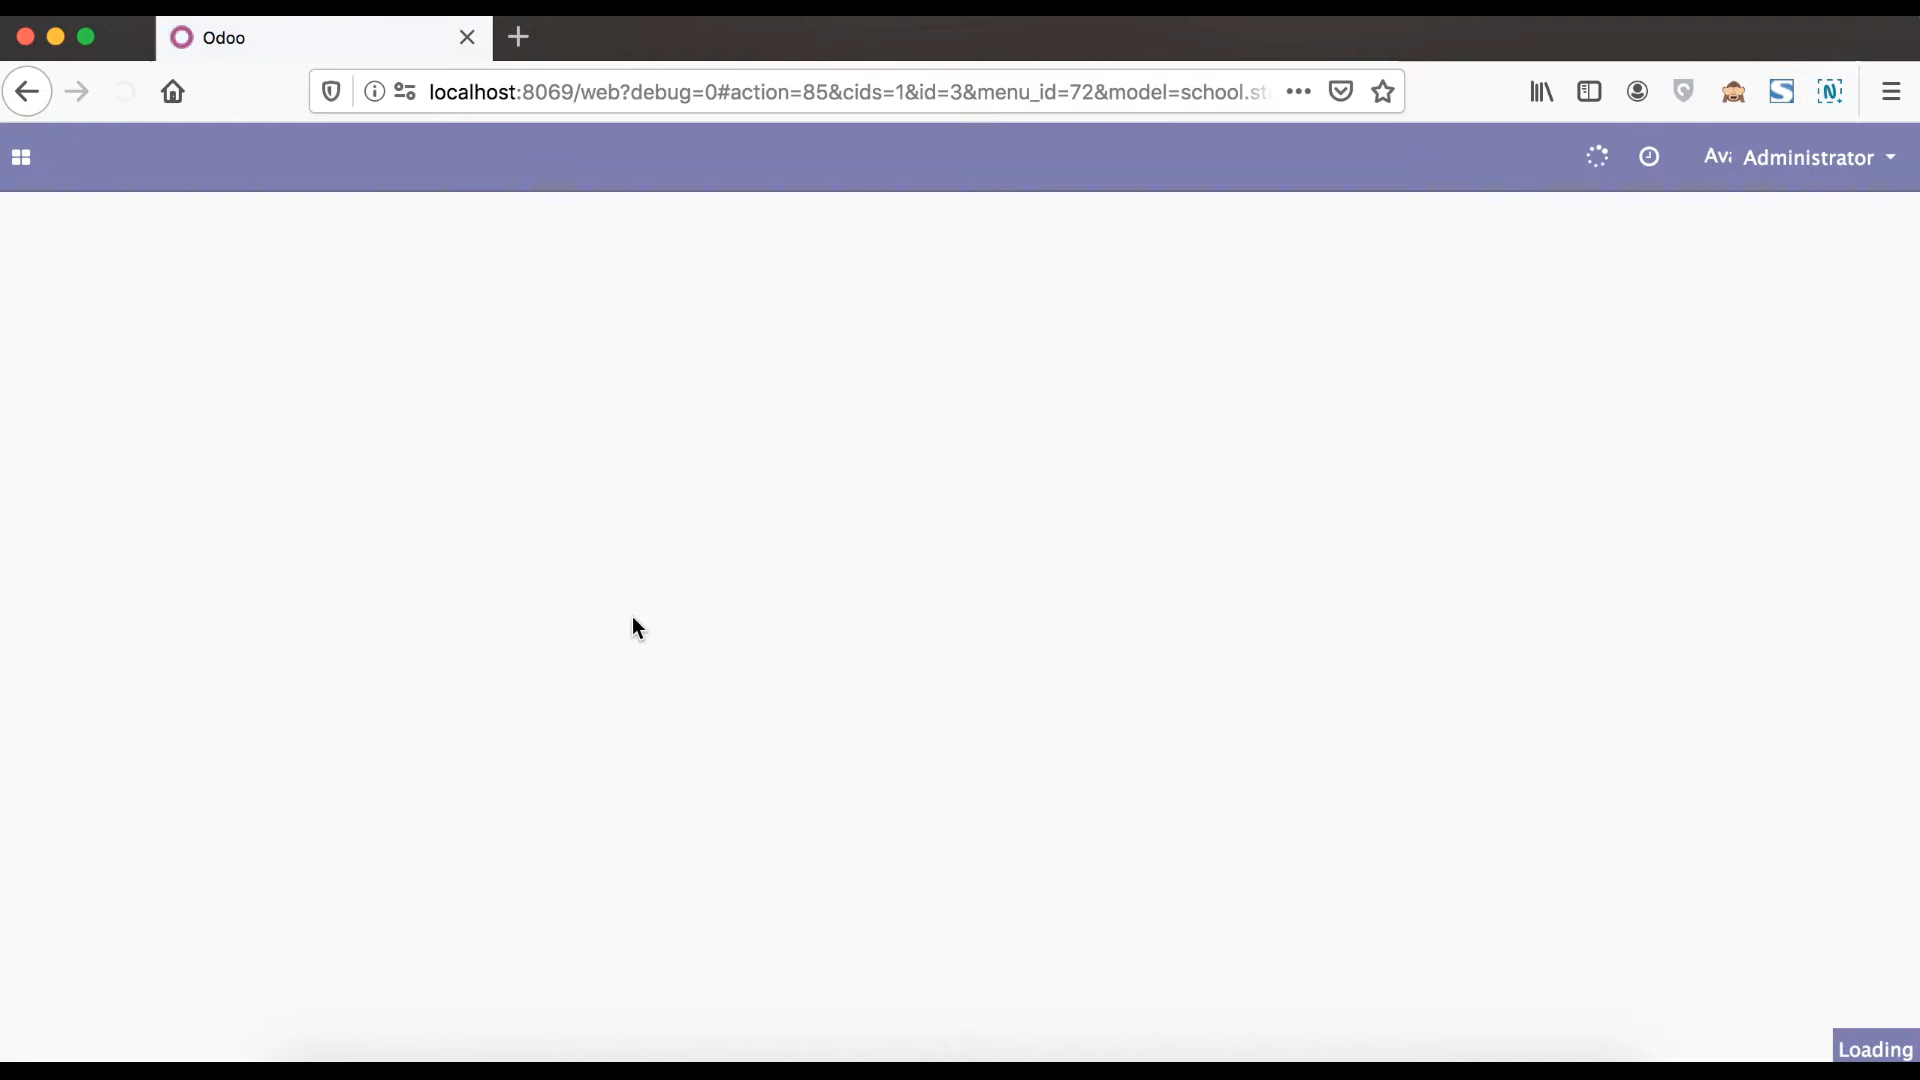 Odoo
localhost:8069/web?debug=0#action=85&cids=1&id=3&menu_id=72&model=school.st
Administrator
Loading